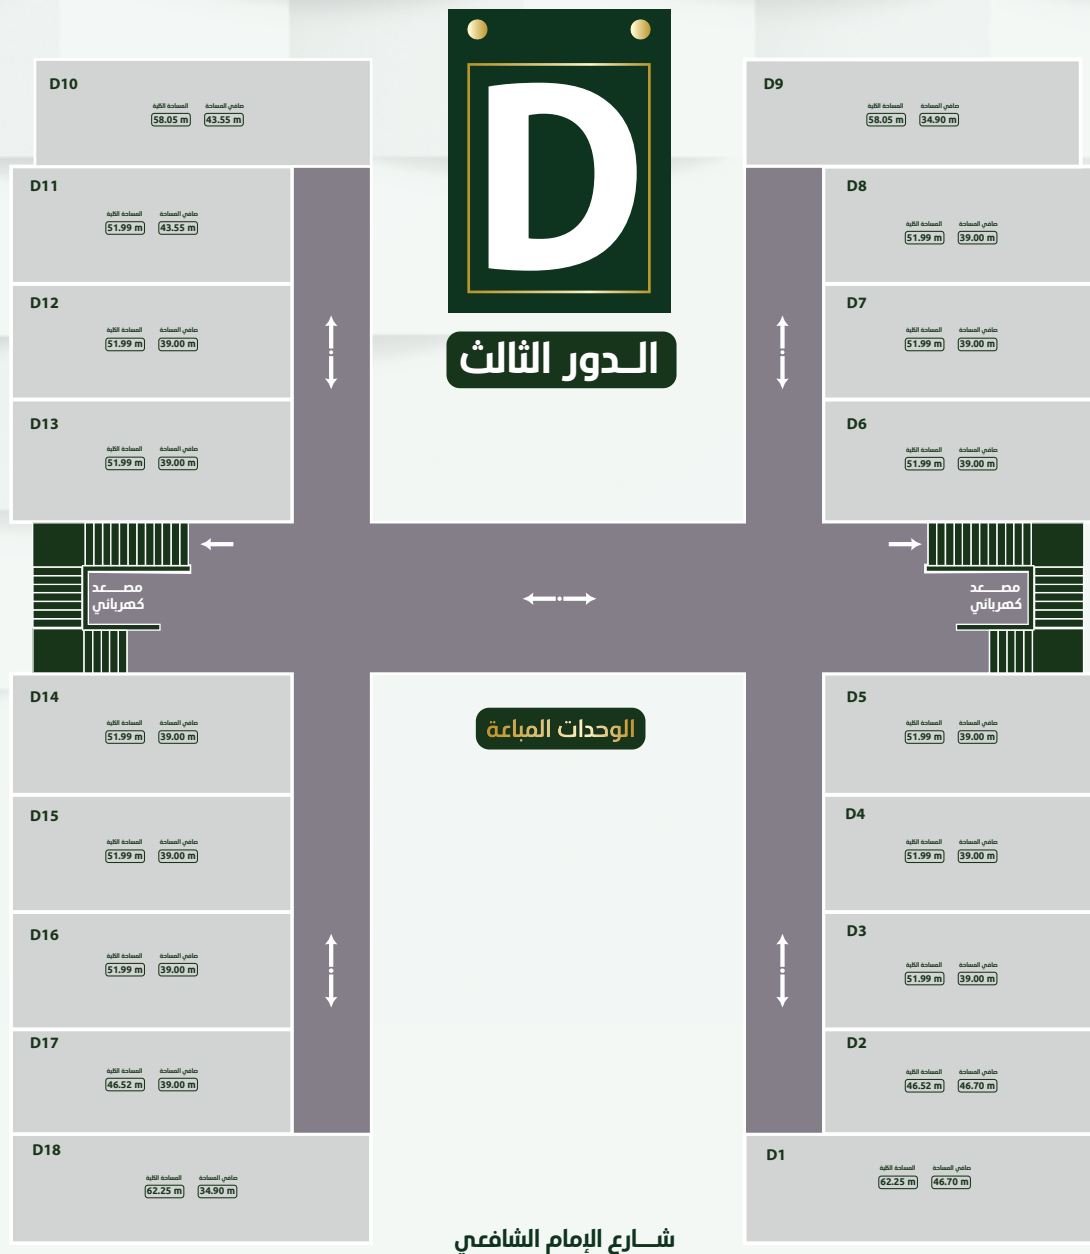 D
الــدور الثالث
D10
المساحة الكلية صافي المساحة
58.05 m 43.55 m
D11
المساحة الكلية صافي المساحة
51.99 m 43.55 m
D12
المساحة الكلية صافي المساحة
51.99 m 39.00 m
D13
المساحة الكلية صافي المساحة
51.99 m 39.00 m
مصـــعد
كهربائي
D14
المساحة الكلية صافي المساحة
51.99 m 39.00 m
D15
المساحة الكلية صافي المساحة
51.99 m 39.00 m
D16
المساحة الكلية صافي المساحة
51.99 m 39.00 m
D17
المساحة الكلية صافي المساحة
46.52 m 39.00 m
D18
المساحة الكلية صافي المساحة
62.25 m 34.90 m
D9
المساحة الكلية صافي المساحة
58.05 m 34.90 m
D8
المساحة الكلية صافي المساحة
51.99 m 39.00 m
D7
المساحة الكلية صافي المساحة
51.99 m 39.00 m
D6
المساحة الكلية صافي المساحة
51.99 m 39.00 m
مصـــعد
كهربائي
الوحدات المباعة
D5
المساحة الكلية صافي المساحة
51.99 m 39.00 m
D4
المساحة الكلية صافي المساحة
51.99 m 39.00 m
D3
المساحة الكلية صافي المساحة
51.99 m 39.00 m
D2
المساحة الكلية صافي المساحة
46.52 m 46.70 m
D1
المساحة الكلية صافي المساحة
62.25 m 46.70 m
شـــارع الإمام الشافعي